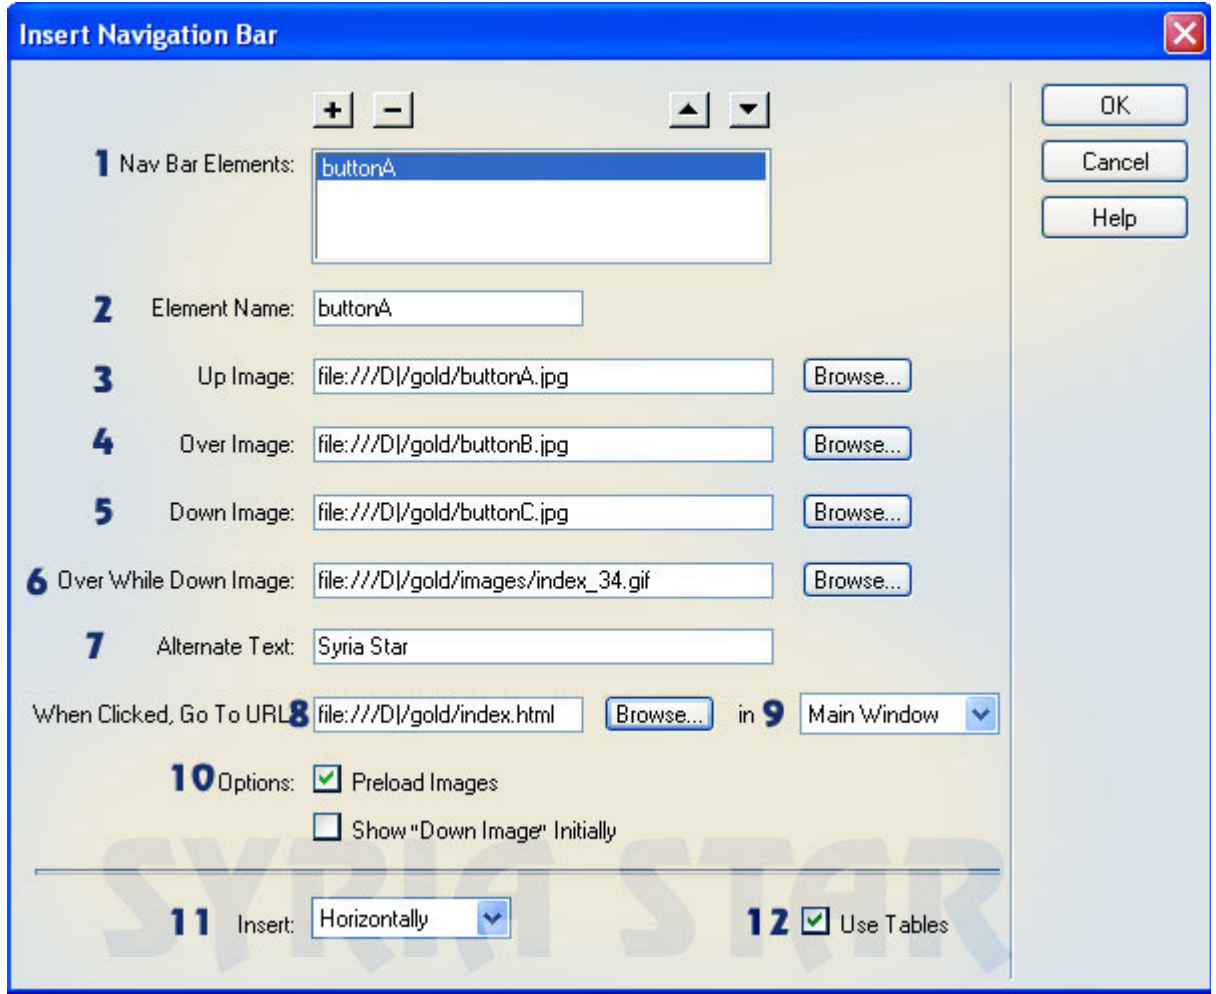 Insert Navigation Bar
+ −
OK
1 Nav Bar Elements: buttonA
Cancel
Help
2 Element Name: buttonA
3 Up Image: file:///D|/gold/buttonA.jpg Browse...
4 Over Image: file:///D|/gold/buttonB.jpg Browse...
5 Down Image: file:///D|/gold/buttonC.jpg Browse...
6 Over While Down Image: file:///D|/gold/images/index_34.gif Browse...
7 Alternate Text: Syria Star
When Clicked, Go To URL 8 file:///D|/gold/index.html Browse... in 9 Main Window
10 Options: Preload Images
Show "Down Image" Initially
SYRIA STAR
11 Insert: Horizontally 12 Use Tables